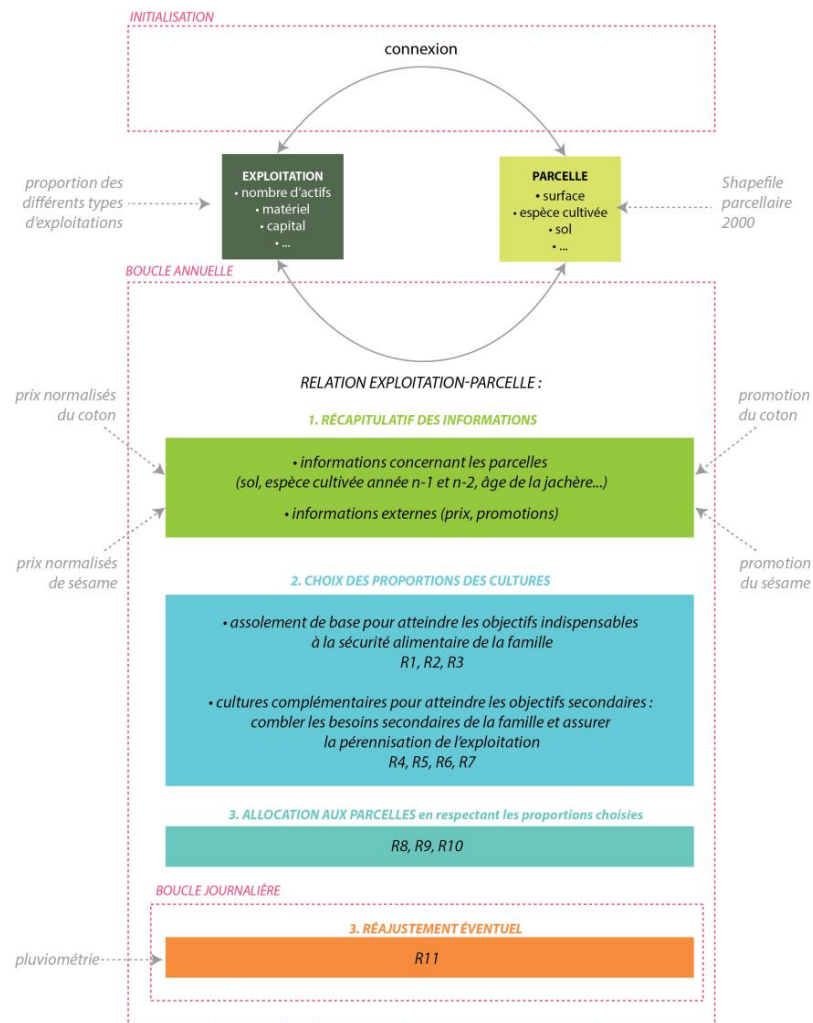 INITIALISATION
connexion
proportion des
différents types
d'exploitations
EXPLOITATION
• nombre d'actifs
• matériel
• capital
• ...
PARCELLE
• surface
• espèce cultivée
• sol
• ...
Shapefile
parcellaire
2000
BOUCLE ANNUELLE
RELATION EXPLOITATION-PARCELLE :
prix normalisés
du coton
promotion
du coton
1. RÉCAPITULATIF DES INFORMATIONS
• informations concernant les parcelles
(sol, espèce cultivée année n-1 et n-2, âge de la jachère...)
• informations externes (prix, promotions)
prix normalisés
de sésame
promotion
du sésame
2. CHOIX DES PROPORTIONS DES CULTURES
• assolement de base pour atteindre les objectifs indispensables
à la sécurité alimentaire de la famille
R1, R2, R3
• cultures complémentaires pour atteindre les objectifs secondaires :
combler les besoins secondaires de la famille et assurer
la pérennisation de l'exploitation
R4, R5, R6, R7
3. ALLOCATION AUX PARCELLES en respectant les proportions choisies
R8, R9, R10
BOUCLE JOURNALIÈRE
3. RÉAJUSTEMENT ÉVENTUEL
pluviométrie
R11